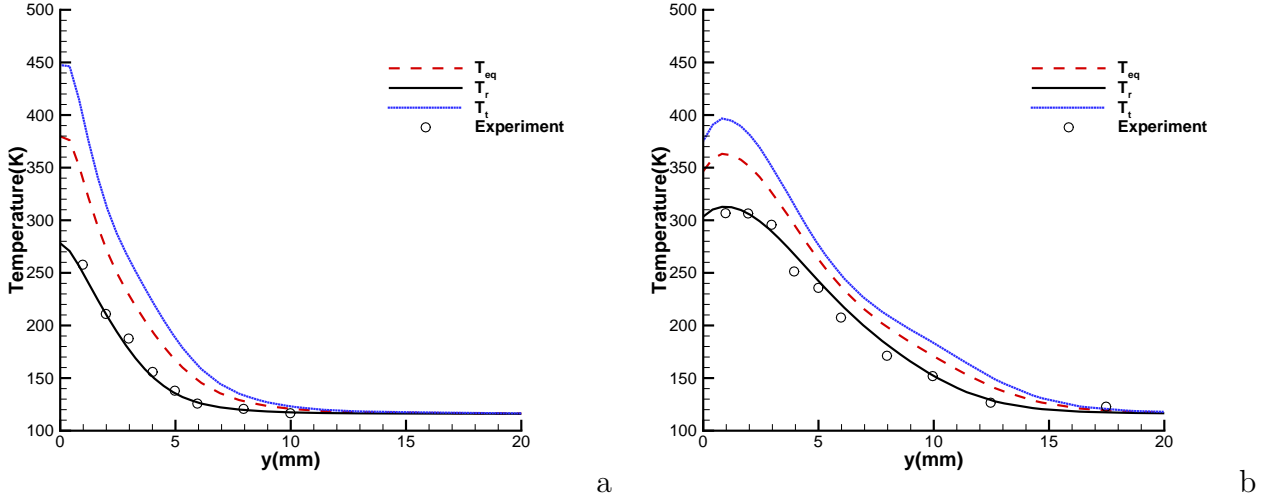 500
450
400
350
300
250
200
150
100
Temperature(K)
0 5 10 15 20
y(mm)
T_eq
T_r
T_t
Experiment
a
500
450
400
350
300
250
200
150
100
Temperature(K)
0 5 10 15 20
y(mm)
T_eq
T_r
T_t
Experiment
b